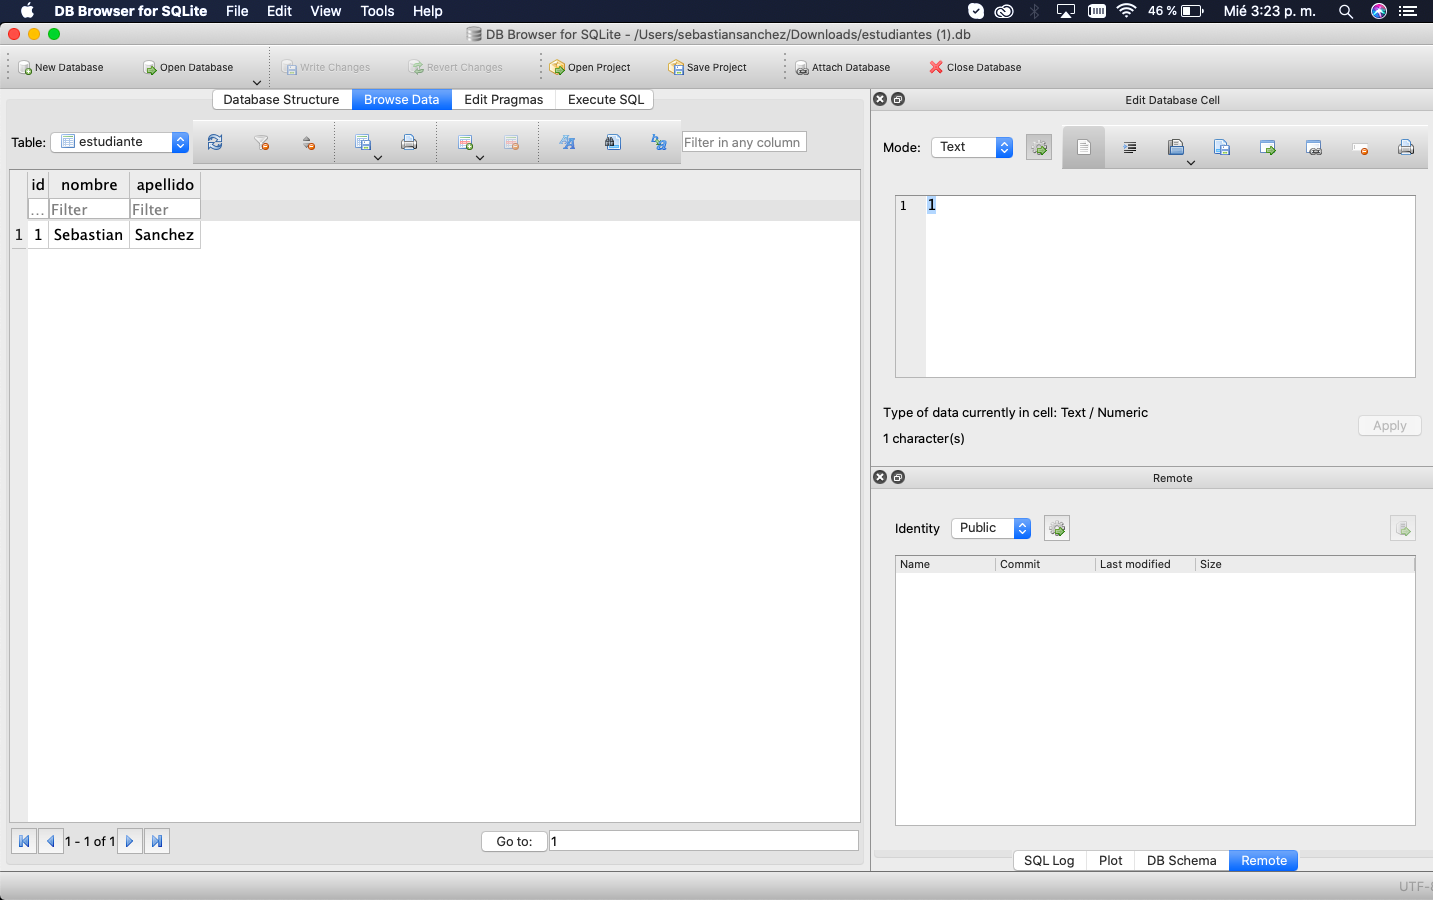 DB Browser for SQLite File Edit View Tools Help 46 % Mié 3:23 p. m.
DB Browser for SQLite - /Users/sebastiansanchez/Downloads/estudiantes (1).db
New Database Open Database Write Changes Revert Changes Open Project Save Project Attach Database Close Database
Database Structure Browse Data Edit Pragmas Execute SQL
Table: estudiante Filter in any column
id nombre apellido
... Filter Filter
1 1 Sebastian Sanchez
1 - 1 of 1 Go to: 1
Edit Database Cell
Mode: Text
1 1
Type of data currently in cell: Text / Numeric
1 character(s)
Apply
Remote
Identity Public
Name Commit Last modified Size
SQL Log Plot DB Schema Remote